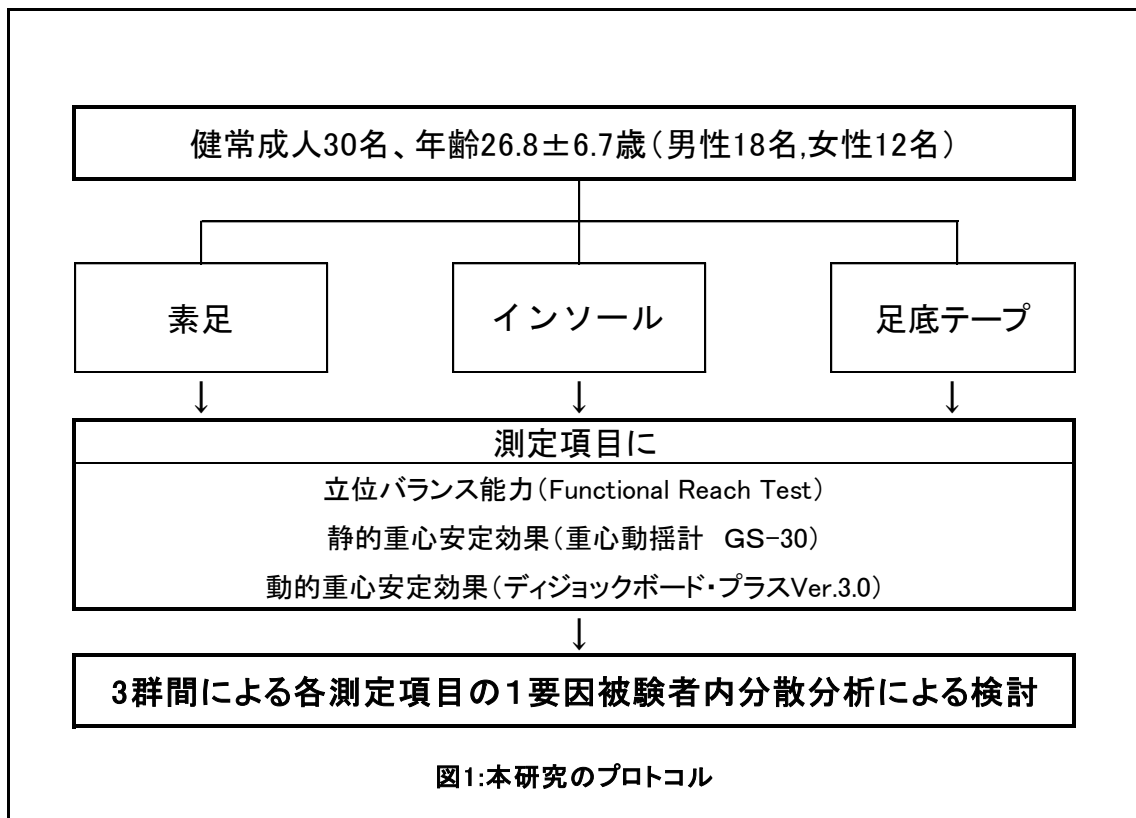 健常成人30名、年齢26.8±6.7歳(男性18名,女性12名)
素足
インソール
足底テープ
↓ ↓ ↓
測定項目に
立位バランス能力(Functional Reach Test)
静的重心安定効果(重心動揺計　GS-30)
動的重心安定効果(ディジョックボード・プラスVer.3.0)
↓
3群間による各測定項目の１要因被験者内分散分析による検討
図1:本研究のプロトコル